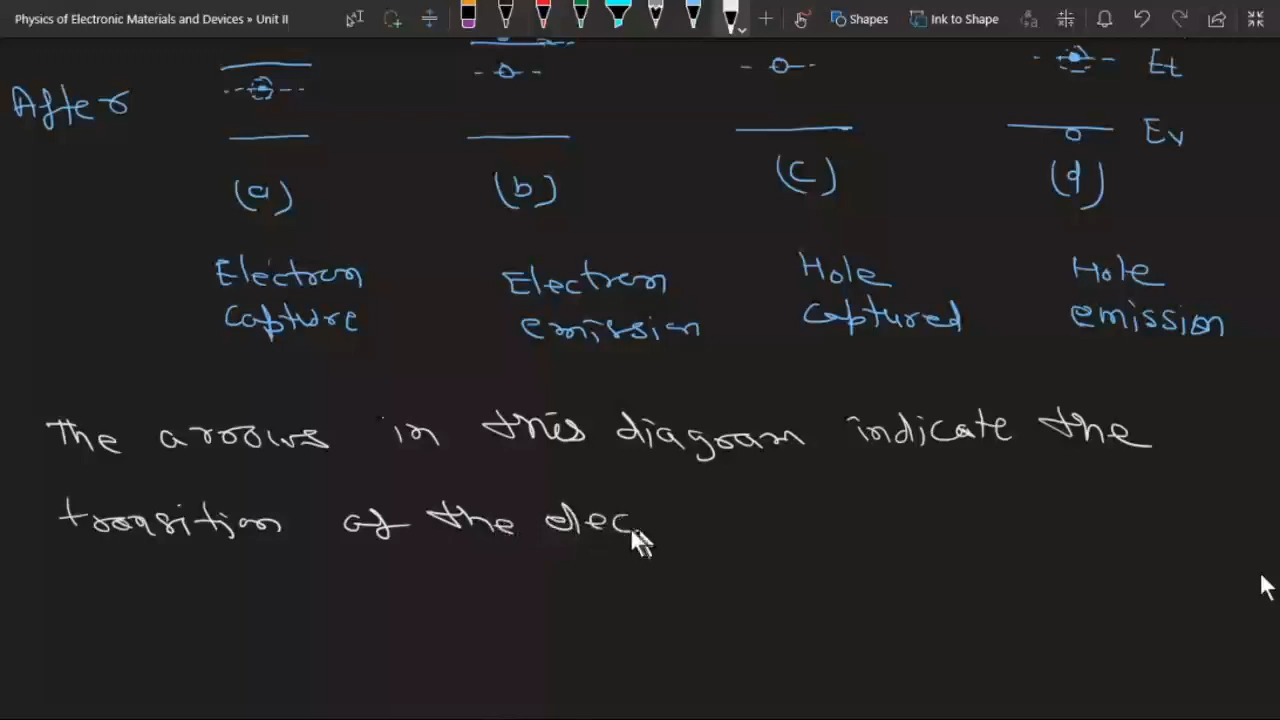 Physics of Electronic Materials and Devices » Unit II
Shapes
Ink to Shape
After
Et
Ev
(a) (b) (c) (d)
Electron capture
Electron emission
Hole captured
Hole emission
The arrows in this diagram indicate the
transition of the elec